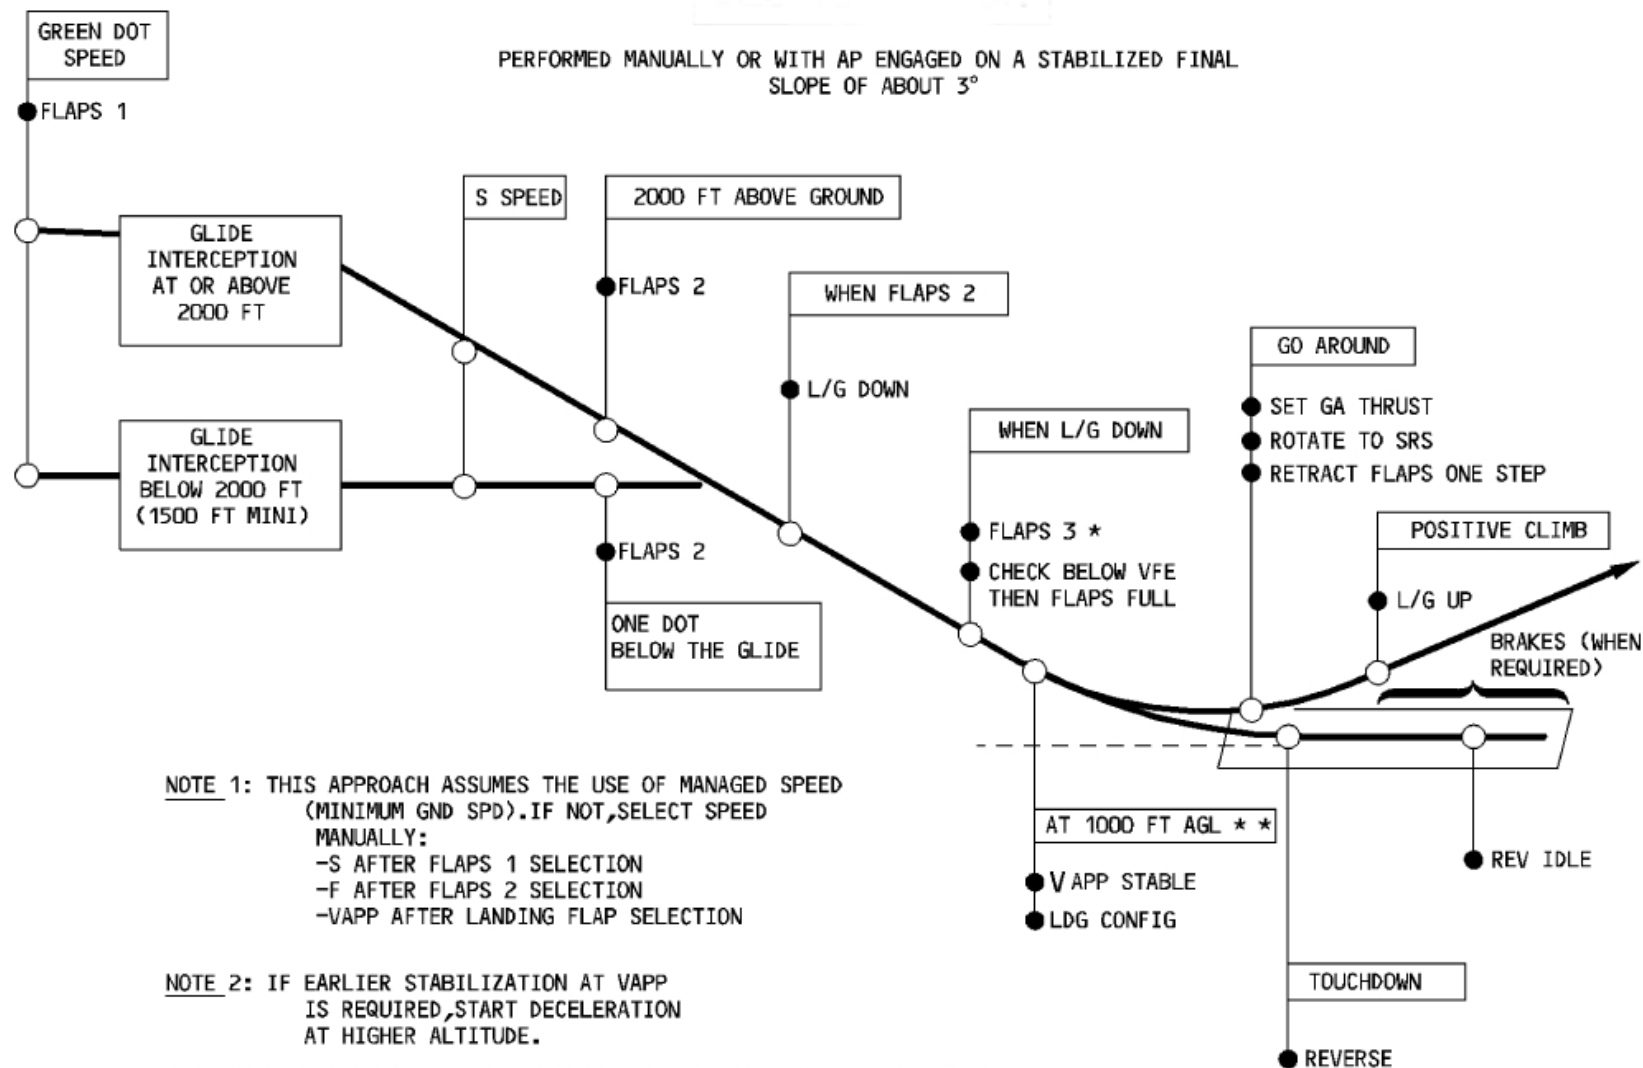 GREEN DOT
SPEED
FLAPS 1
PERFORMED MANUALLY OR WITH AP ENGAGED ON A STABILIZED FINAL
SLOPE OF ABOUT 3°
S SPEED
2000 FT ABOVE GROUND
GLIDE
INTERCEPTION
AT OR ABOVE
2000 FT
FLAPS 2
WHEN FLAPS 2
L/G DOWN
GO AROUND
SET GA THRUST
ROTATE TO SRS
RETRACT FLAPS ONE STEP
GLIDE
INTERCEPTION
BELOW 2000 FT
(1500 FT MINI)
FLAPS 2
ONE DOT
BELOW THE GLIDE
WHEN L/G DOWN
FLAPS 3 *
CHECK BELOW VFE
THEN FLAPS FULL
POSITIVE CLIMB
L/G UP
BRAKES (WHEN
REQUIRED)
AT 1000 FT AGL * *
V APP STABLE
LDG CONFIG
REV IDLE
TOUCHDOWN
REVERSE
NOTE 1: THIS APPROACH ASSUMES THE USE OF MANAGED SPEED
(MINIMUM GND SPD).IF NOT,SELECT SPEED
MANUALLY:
-S AFTER FLAPS 1 SELECTION
-F AFTER FLAPS 2 SELECTION
-VAPP AFTER LANDING FLAP SELECTION
NOTE 2: IF EARLIER STABILIZATION AT VAPP
IS REQUIRED,START DECELERATION
AT HIGHER ALTITUDE.